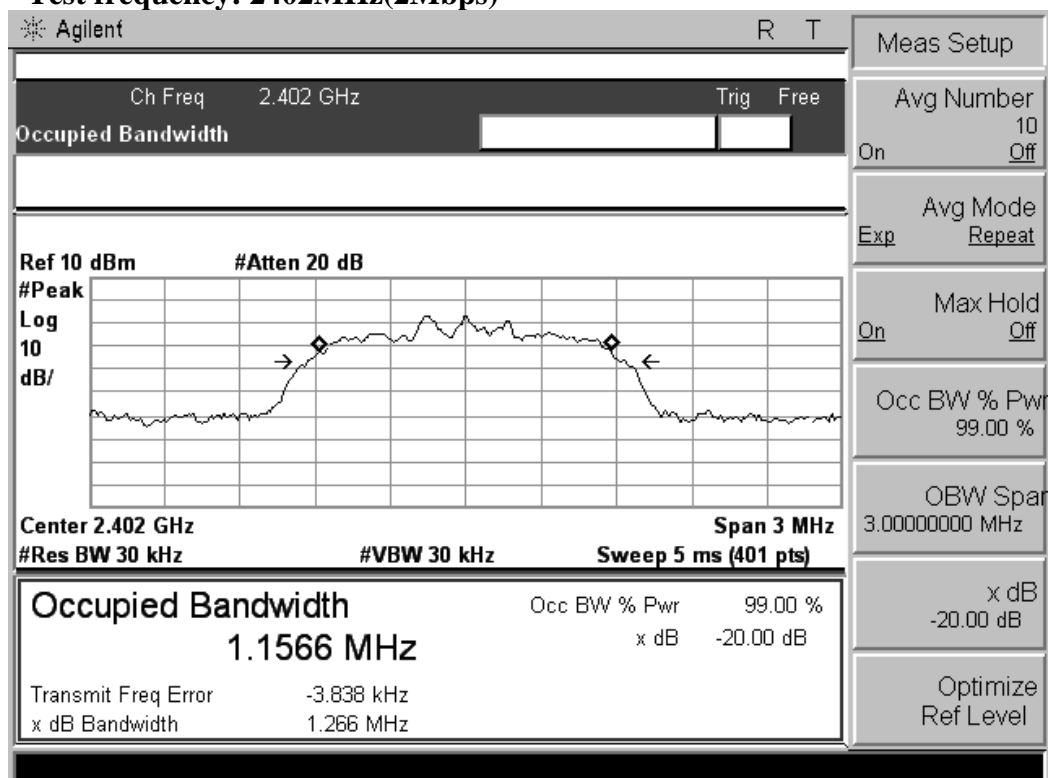 Test frequency: 2402MHz(2Mbps)
Agilent R T
Ch Freq 2.402 GHz Trig Free
Occupied Bandwidth
Ref 10 dBm #Atten 20 dB
#Peak
Log
10
dB/
Center 2.402 GHz Span 3 MHz
#Res BW 30 kHz #VBW 30 kHz Sweep 5 ms (401 pts)
Occupied Bandwidth
1.1566 MHz
Occ BW % Pwr 99.00 %
x dB -20.00 dB
Transmit Freq Error -3.838 kHz
x dB Bandwidth 1.266 MHz
Meas Setup
Avg Number
10
On Off
Avg Mode
Exp Repeat
Max Hold
On Off
Occ BW % Pwr
99.00 %
OBW Span
3.00000000 MHz
x dB
-20.00 dB
Optimize
Ref Level